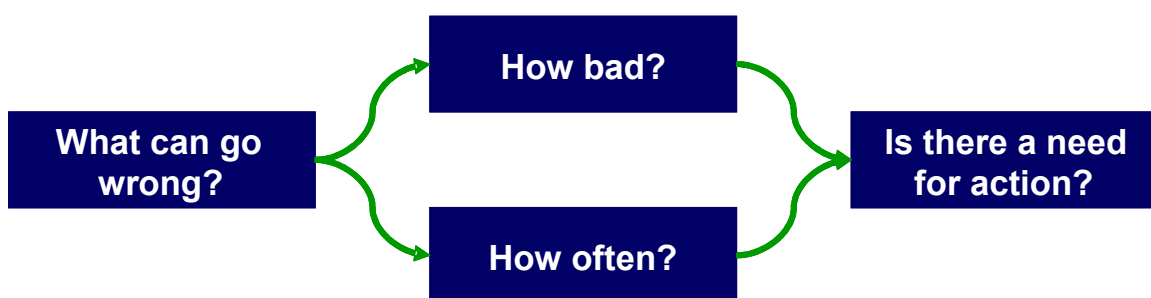 How bad?
What can go
wrong?
Is there a need
for action?
How often?